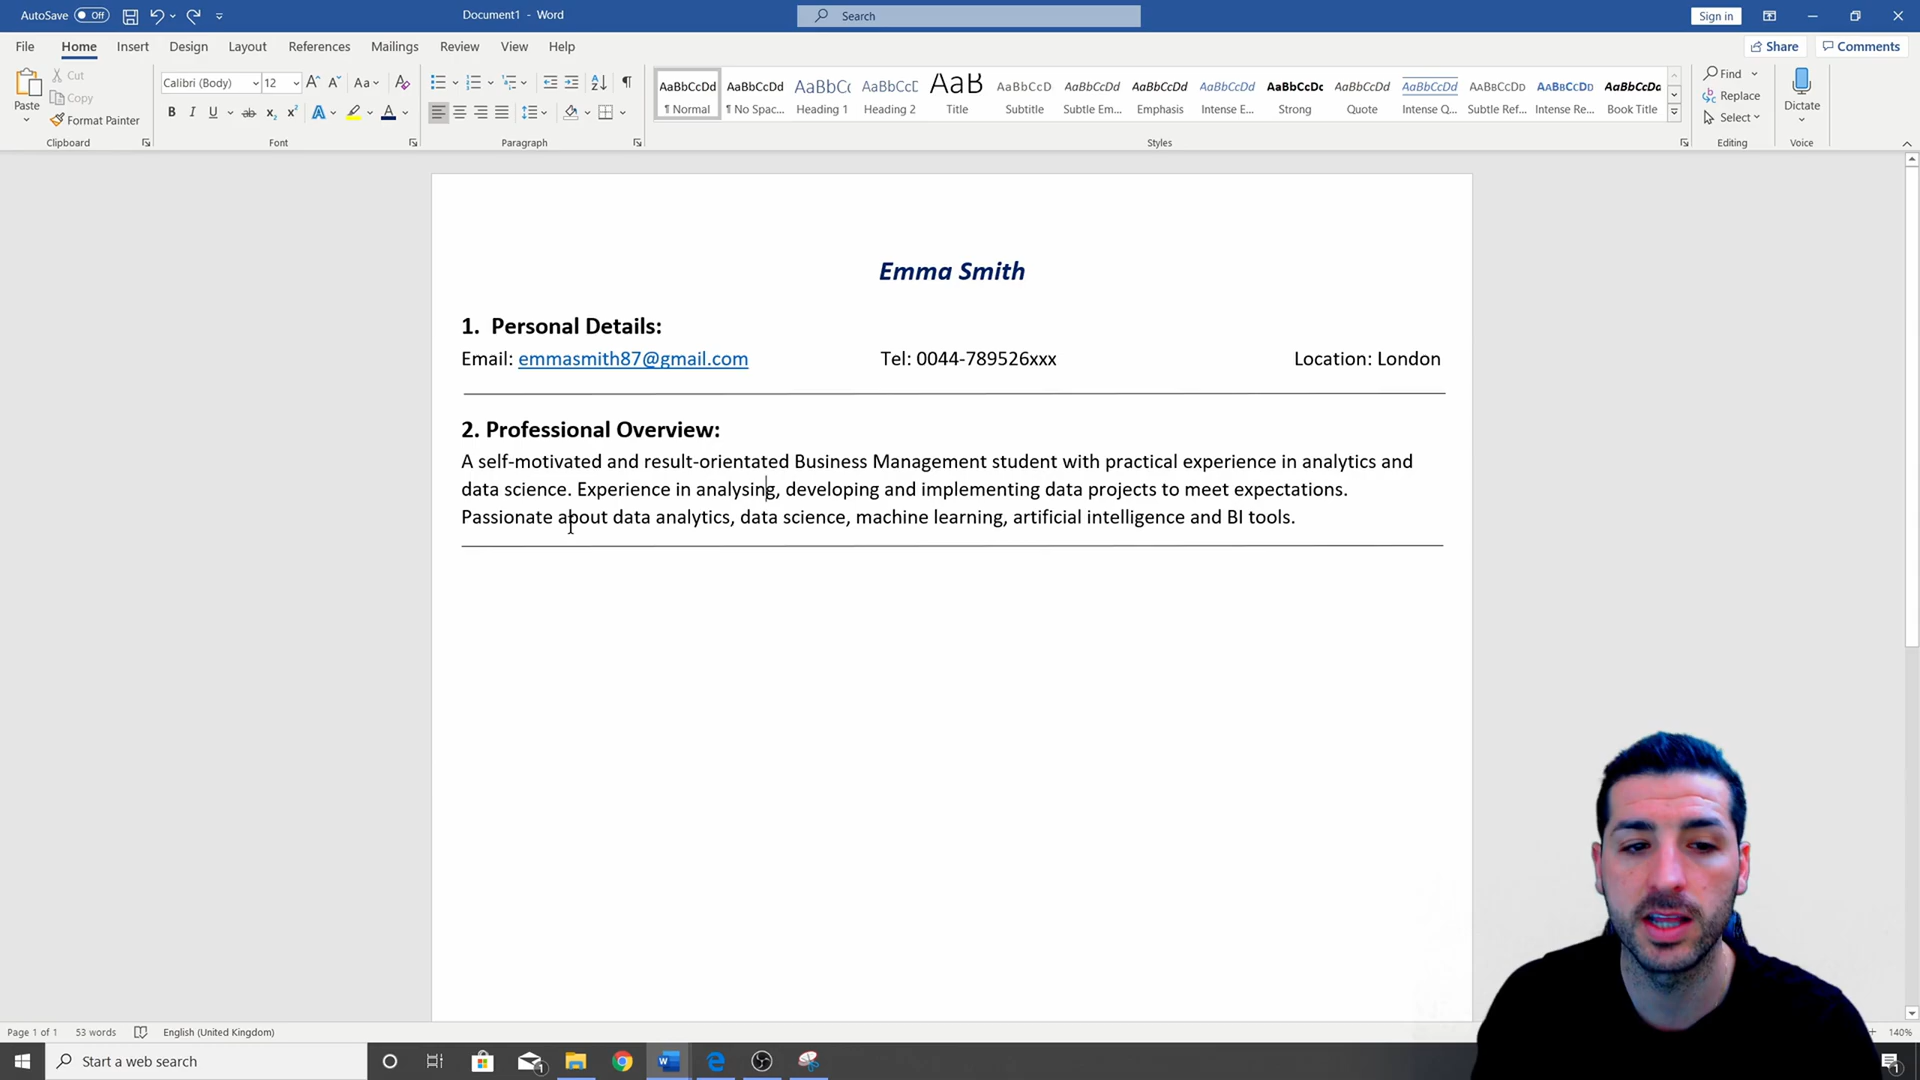 AutoSave Off Document1 - Word Search Sign in
File Home Insert Design Layout References Mailings Review View Help Share Comments
Paste Cut Copy Format Painter Clipboard
Calibri (Body) 12 Aa Font
Paragraph
AaBbCcDd AaBbCcDd AaBbC AaBbCcD AaB AaBbCcD AaBbCcDd AaBbCcDd AaBbCcDd AaBbCcDc AaBbCcDd AaBbCcDd AABBCCDD AABBCCDD AaBbCcDd
¶ Normal ¶ No Spac... Heading 1 Heading 2 Title Subtitle Subtle Em... Emphasis Intense E... Strong Quote Intense Q... Subtle Ref... Intense Re... Book Title
Styles
Find
Replace
Select
Editing
Dictate
Voice
Emma Smith
1. Personal Details:
Email: emmasmith87@gmail.com Tel: 0044-789526xxx Location: London
2. Professional Overview:
A self-motivated and result-orientated Business Management student with practical experience in analytics and
data science. Experience in analysing, developing and implementing data projects to meet expectations.
Passionate about data analytics, data science, machine learning, artificial intelligence and BI tools.
Page 1 of 1 53 words English (United Kingdom) 140%
Start a web search